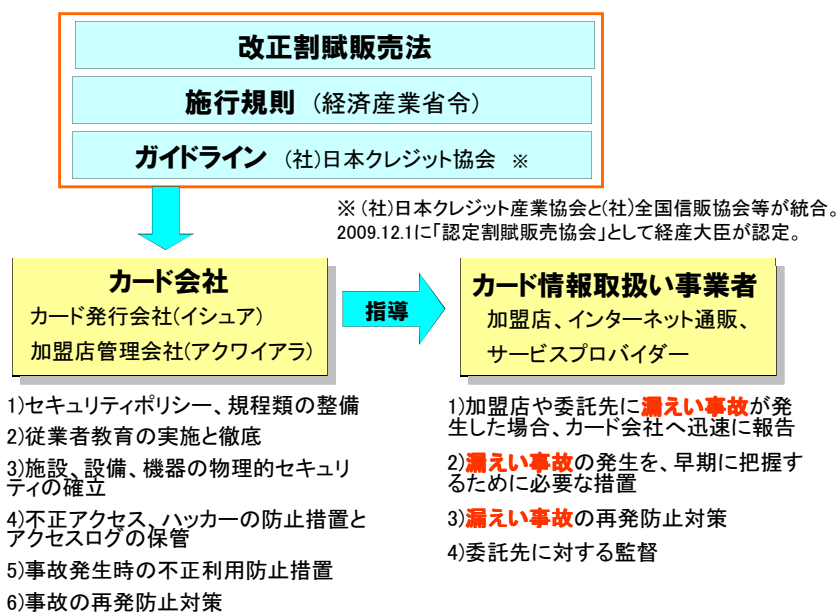 改正割賦販売法
施行規則（経済産業省令）
ガイドライン (社)日本クレジット協会 ※
※ (社)日本クレジット産業協会と(社)全国信販協会等が統合。
2009.12.1に「認定割賦販売協会」として経産大臣が認定。
カード会社
カード発行会社(イシュア)
加盟店管理会社(アクワイアラ)
指導
カード情報取扱い事業者
加盟店、インターネット通販、
サービスプロバイダー
1)セキュリティポリシー、規程類の整備
2)従業者教育の実施と徹底
3)施設、設備、機器の物理的セキュリ
ティの確立
4)不正アクセス、ハッカーの防止措置と
アクセスログの保管
5)事故発生時の不正利用防止措置
6)事故の再発防止対策
1)加盟店や委託先に漏えい事故が発
生した場合、カード会社へ迅速に報告
2)漏えい事故の発生を、早期に把握す
るために必要な措置
3)漏えい事故の再発防止対策
4)委託先に対する監督